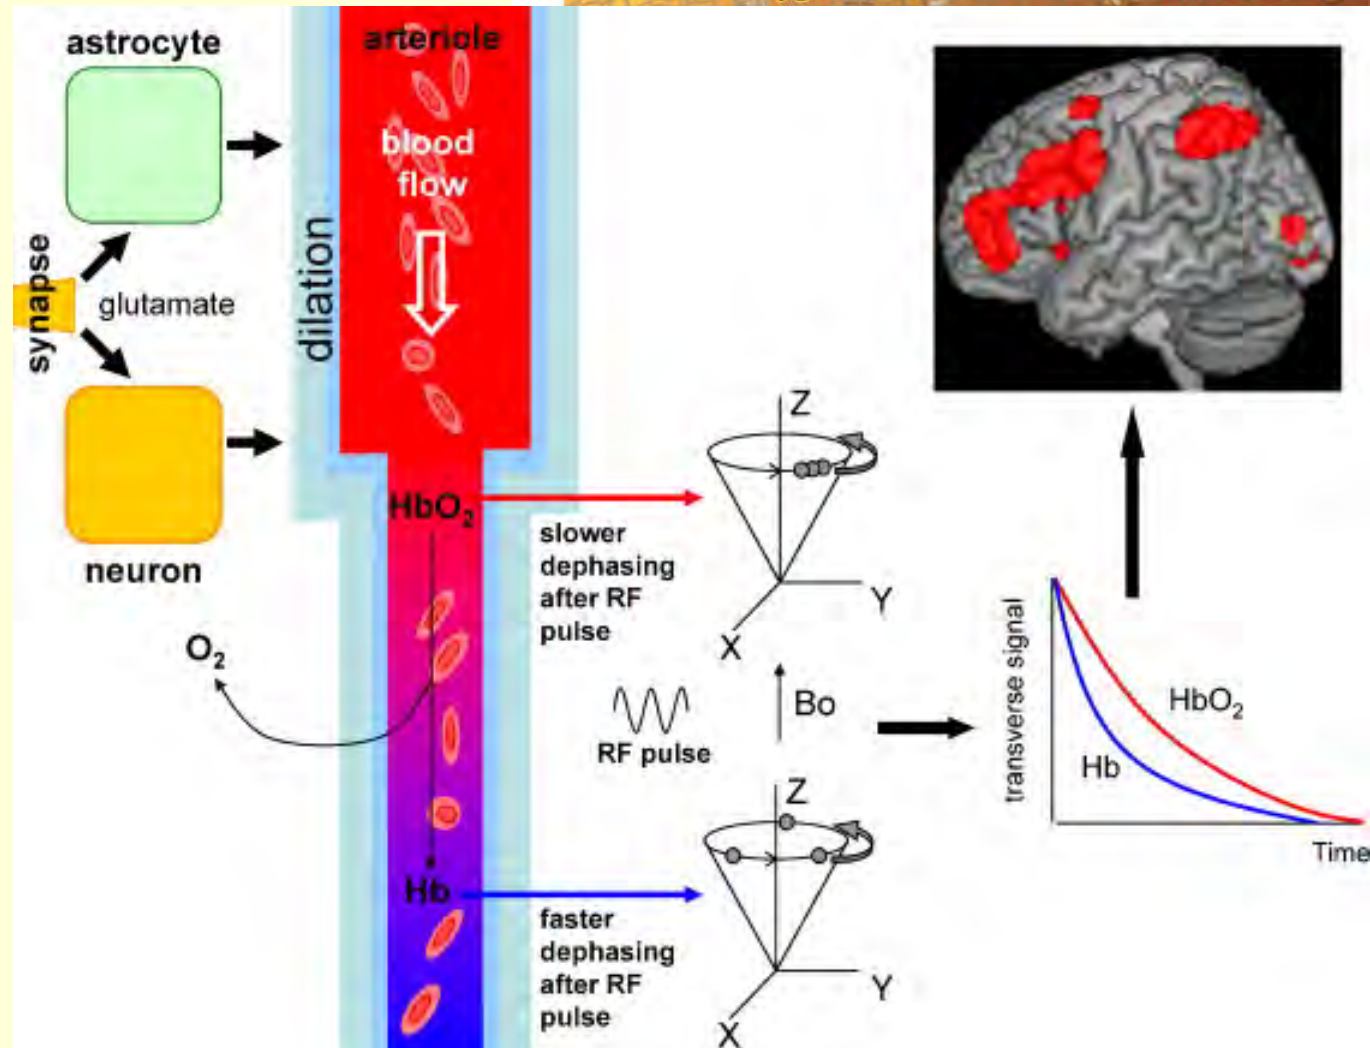 astrocyte
arteriole
blood
flow
synapse
glutamate
dilation
neuron
HbO₂
O₂
Hb
slower
dephasing
after RF
pulse
Z
Y
X
RF pulse
Bo
faster
dephasing
after RF
pulse
Z
Y
X
transverse signal
HbO₂
Hb
Time